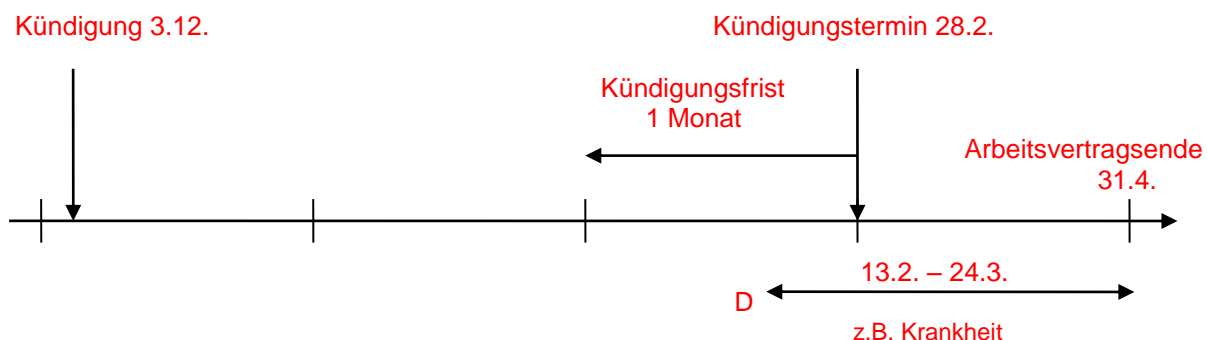 Kündigung 3.12.
Kündigungstermin 28.2.
Kündigungsfrist
1 Monat
Arbeitsvertragsende
31.4.
13.2. – 24.3.
D
z.B. Krankheit